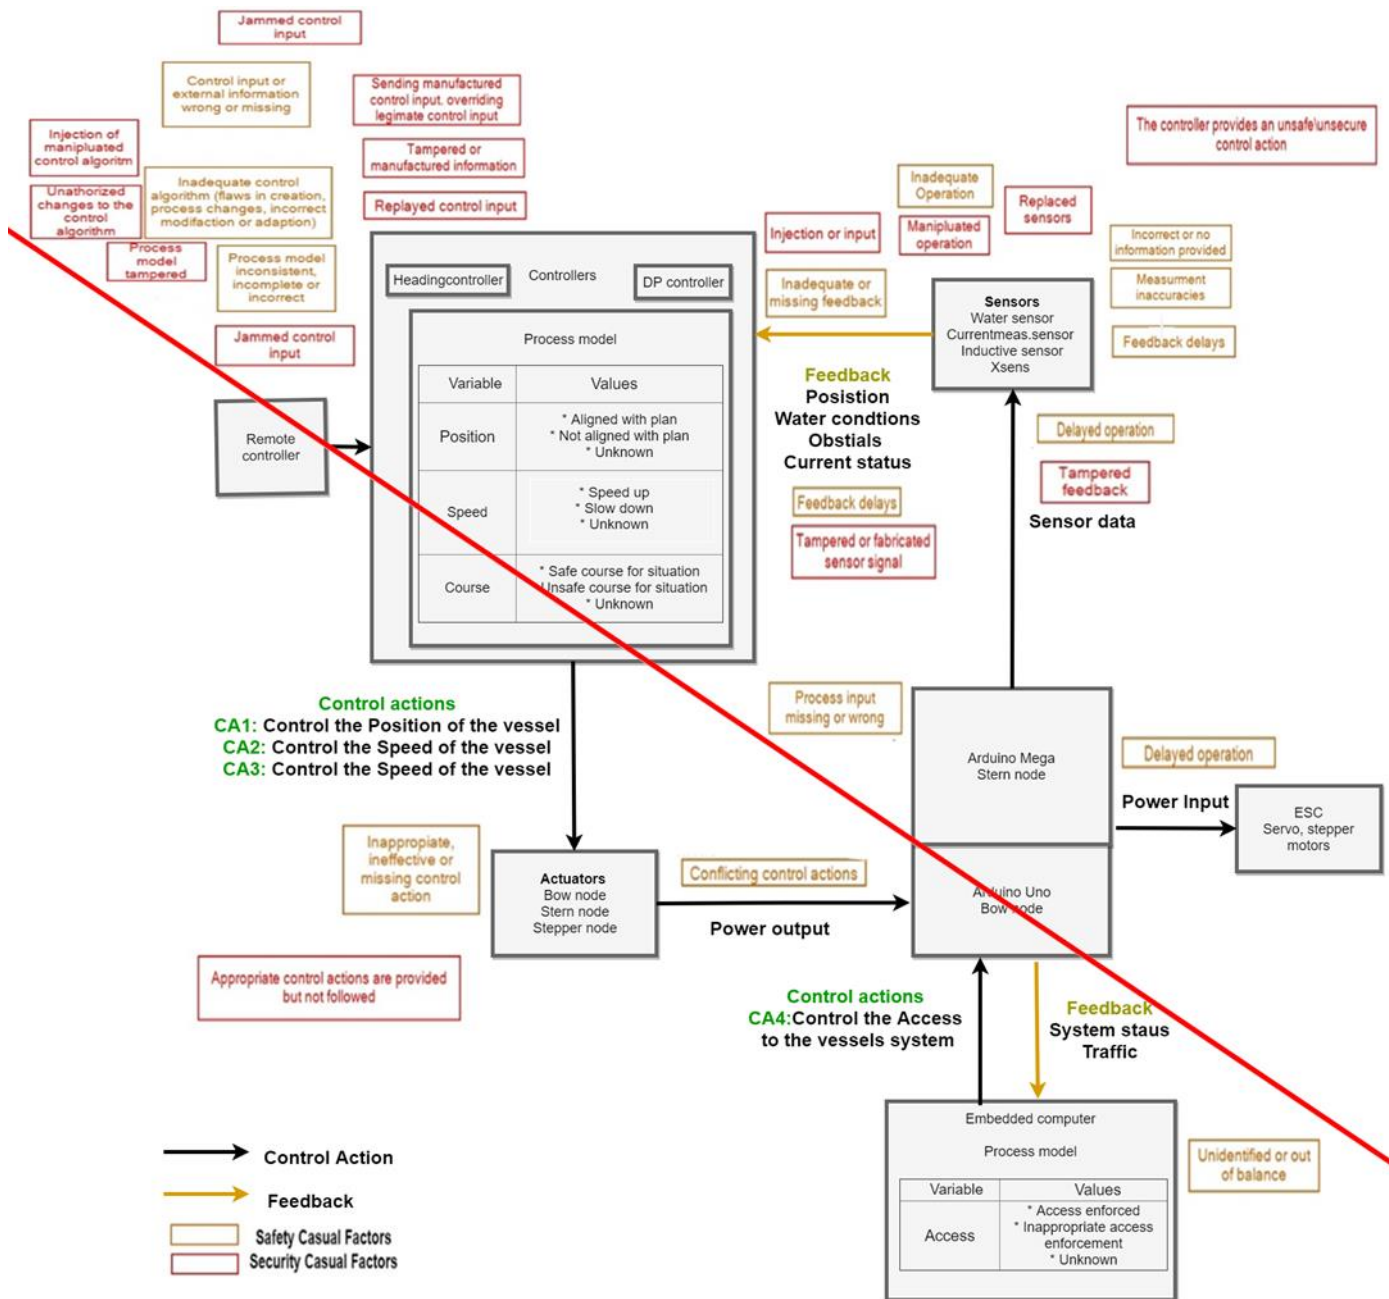 Jammed control
input
Control input or
external information
wrong or missing
Sending manufactured
control input. overriding
legimate control input
Injection of
manipluated
control algoritm
Tampered or
manufactured information
Inadequate control
algorithm (flaws in creation,
process changes, incorrect
modifaction or adaption)
Unathorized
changes to the
control
algorithm
Replayed control input
Process
model
tampered
Process model
inconsistent,
incomplete or
incorrect
Jammed control
input
The controller provides an unsafe\unsecure
control action
Inadequate
Operation
Replaced
sensors
Injection or input
Manipluated
operation
Incorrect or no
information provided
Inadequate or
missing feedback
Measurment
inaccuracies
Feedback delays
Headingcontroller
Controllers
DP controller
Process model
Variable
Values
Position
* Aligned with plan
* Not aligned with plan
* Unknown
Speed
* Speed up
* Slow down
* Unknown
Course
* Safe course for situation
Unsafe course for situation
* Unknown
Remote
controller
Sensors
Water sensor
Currentmeas.sensor
Inductive sensor
Xsens
Feedback
Posistion
Water condtions
Obstials
Current status
Feedback delays
Tampered or fabricated
sensor signal
Delayed operation
Tampered
feedback
Sensor data
Control actions
CA1: Control the Position of the vessel
CA2: Control the Speed of the vessel
CA3: Control the Speed of the vessel
Process input
missing or wrong
Arduino Mega
Stern node
Delayed operation
Power Input
ESC
Servo, stepper
motors
Inappropiate,
ineffective or
missing control
action
Actuators
Bow node
Stern node
Stepper node
Conflicting control actions
Power output
Arduino Uno
Bow node
Appropriate control actions are provided
but not followed
Control actions
CA4:Control the Access
to the vessels system
Feedback
System staus
Traffic
Embedded computer
Process model
Variable
Values
Access
* Access enforced
* Inappropriate access
enforcement
* Unknown
Unidentified or out
of balance
Control Action
Feedback
Safety Casual Factors
Security Casual Factors